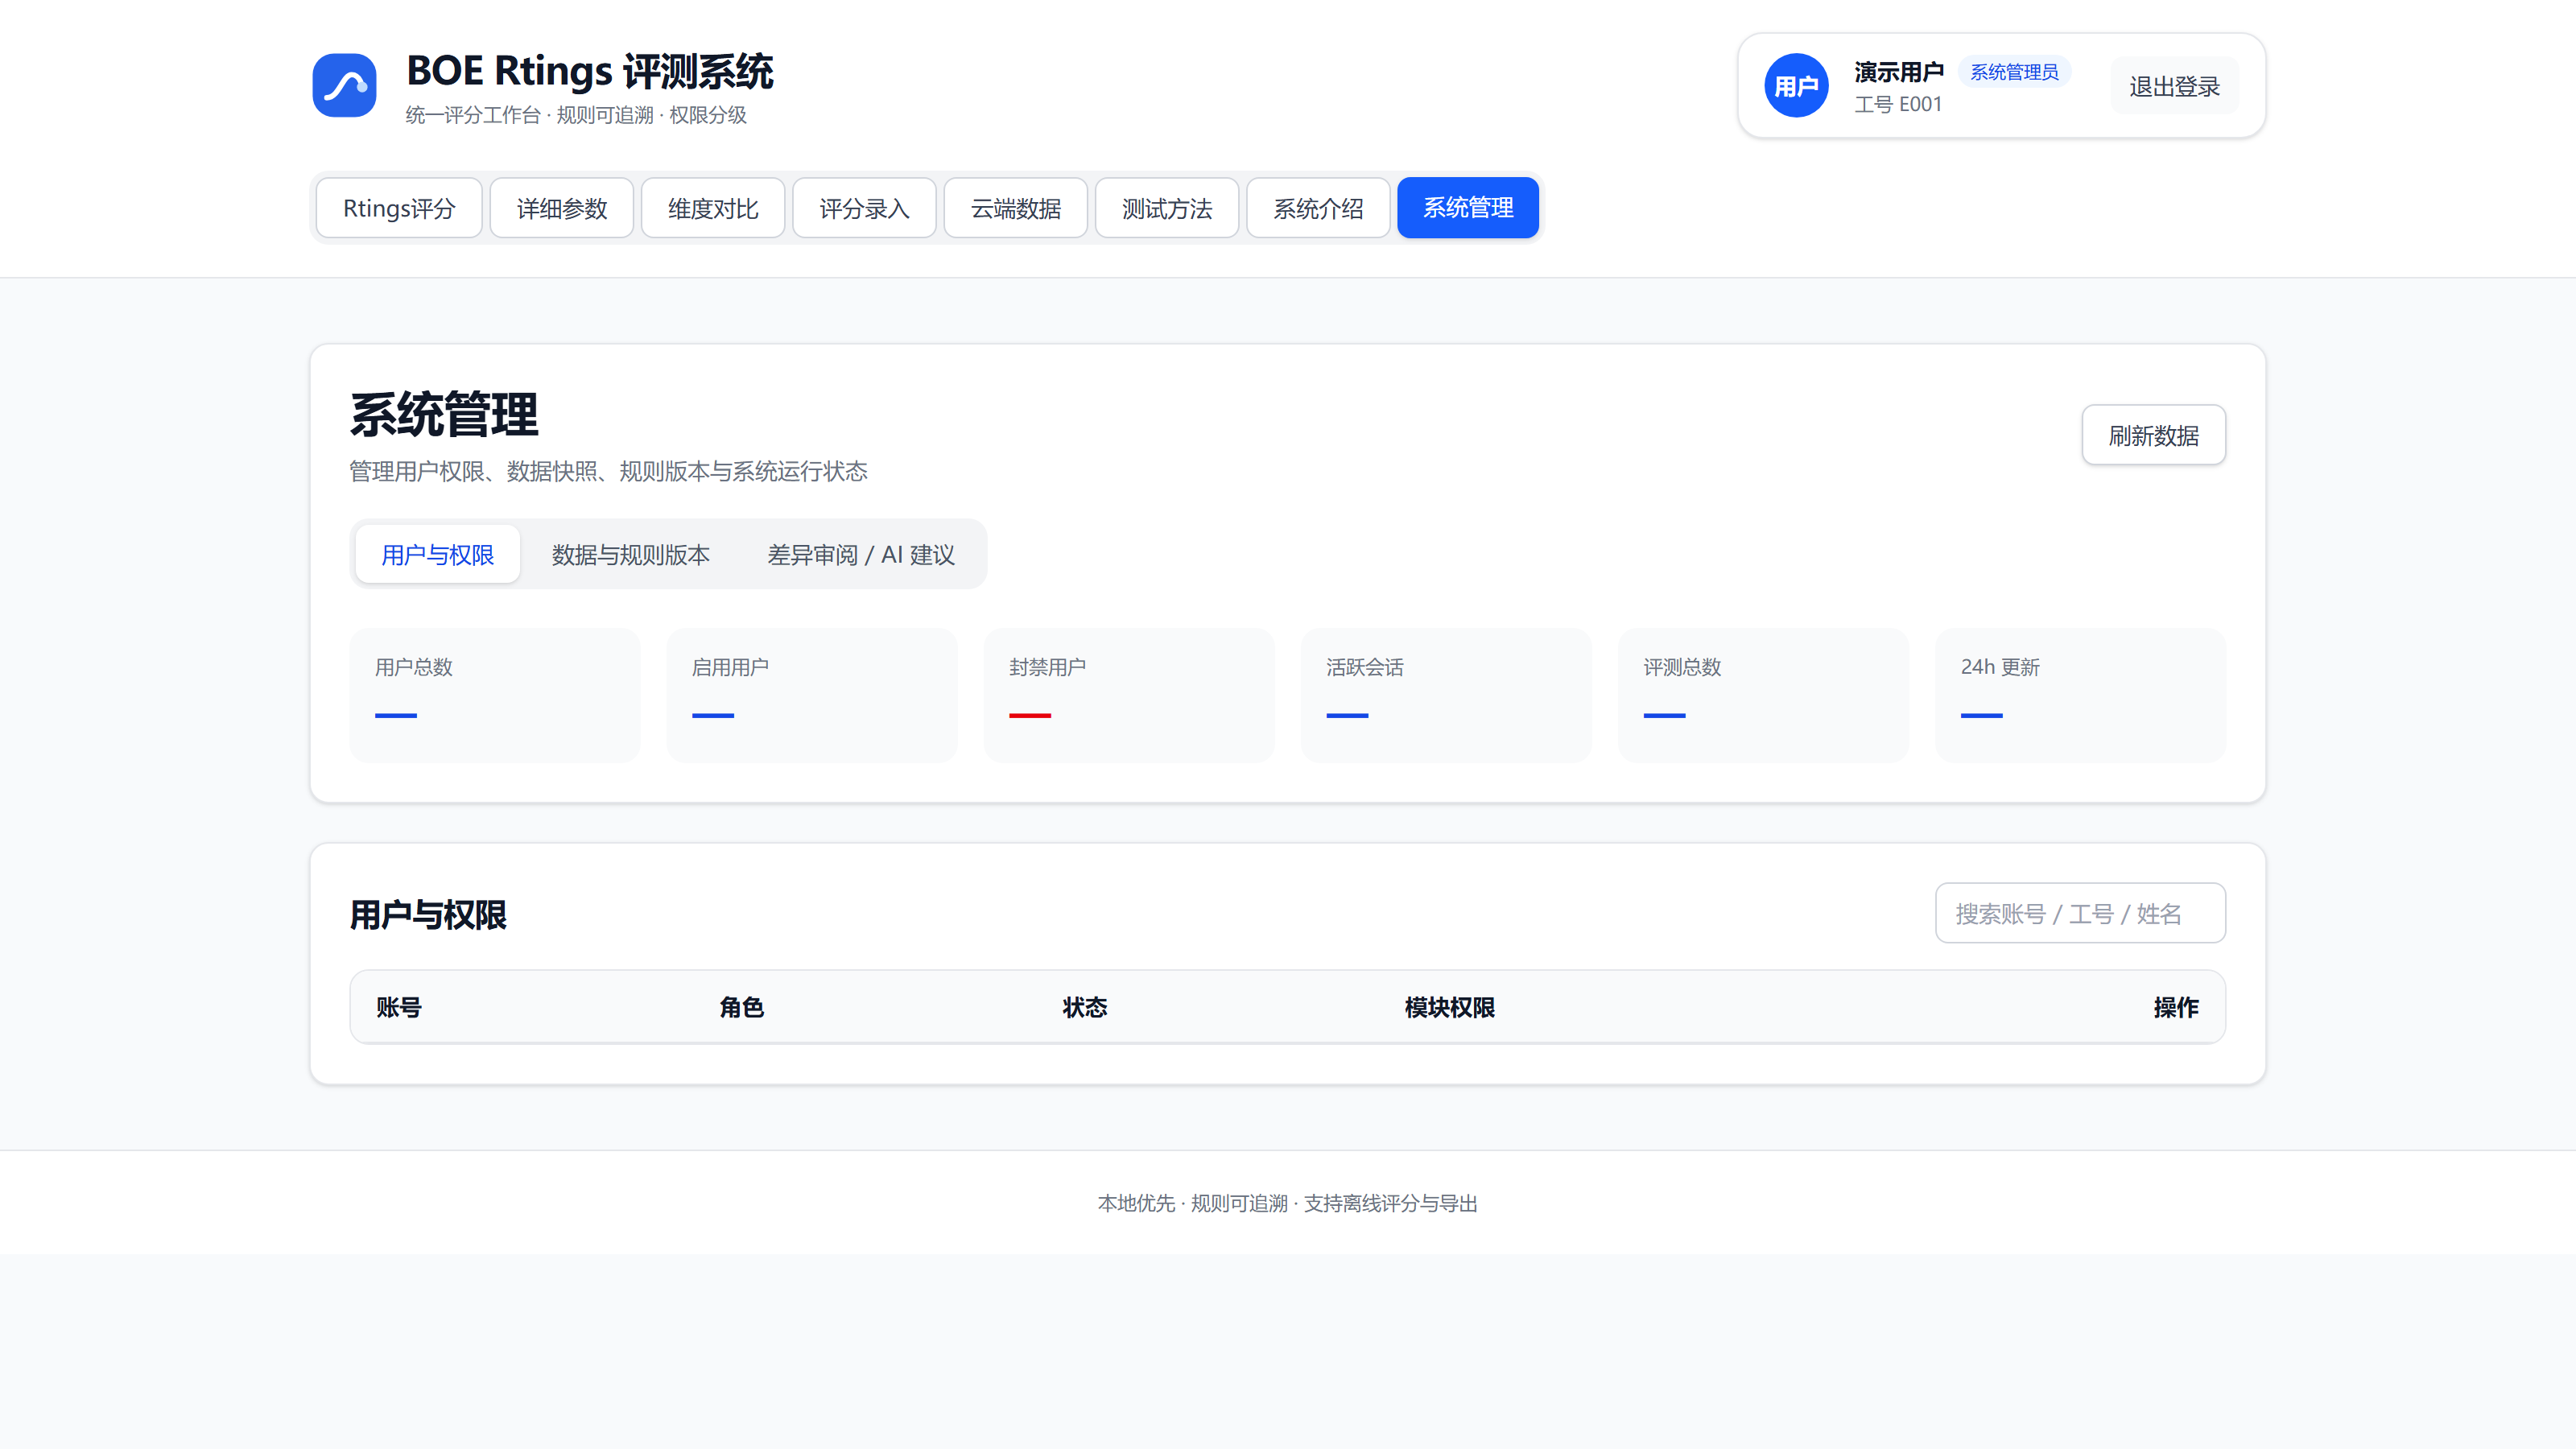 BOE Rtings 评测系统
统一评分工作台 · 规则可追溯 · 权限分级
用户
演示用户 系统管理员
工号 E001
退出登录
Rtings评分 详细参数 维度对比 评分录入 云端数据 测试方法 系统介绍 系统管理
系统管理
管理用户权限、数据快照、规则版本与系统运行状态
刷新数据
用户与权限 数据与规则版本 差异审阅 / AI 建议
用户总数 启用用户 封禁用户 活跃会话 评测总数 24h 更新
— — — — — —
用户与权限
搜索账号 / 工号 / 姓名
账号 角色 状态 模块权限 操作
本地优先 · 规则可追溯 · 支持离线评分与导出